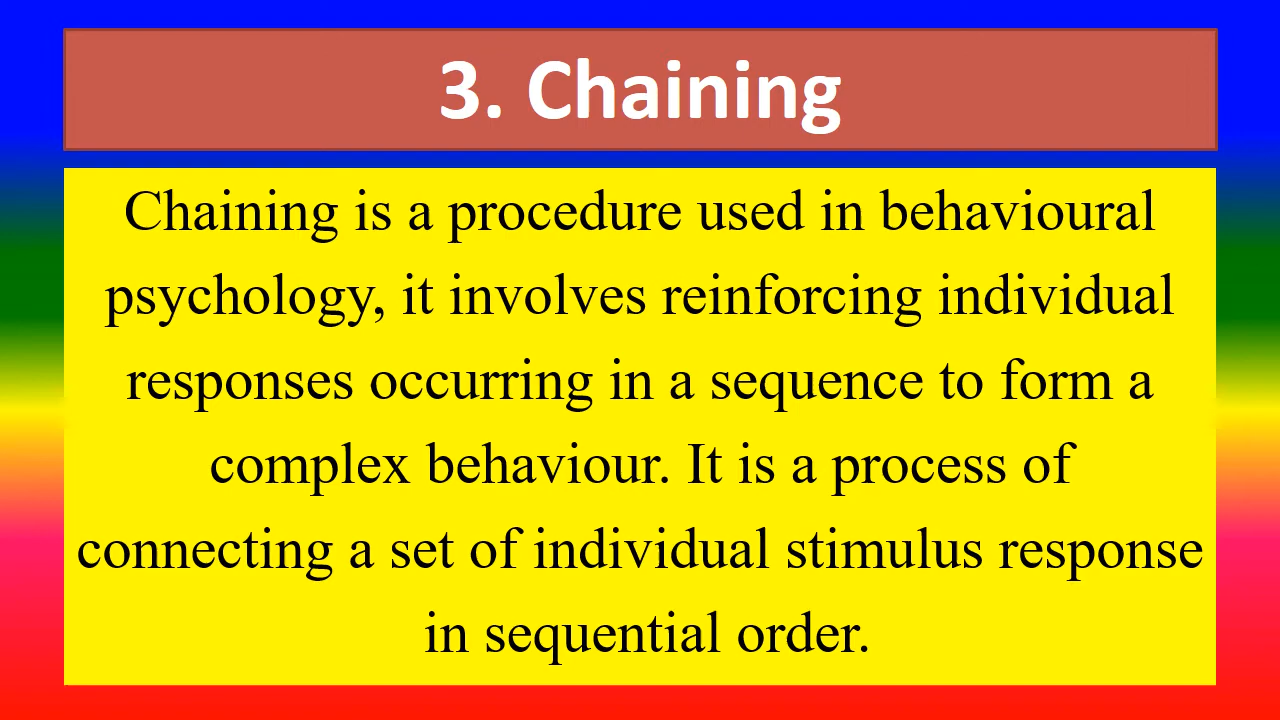 3. Chaining
Chaining is a procedure used in behavioural
psychology, it involves reinforcing individual
responses occurring in a sequence to form a
complex behaviour. It is a process of
connecting a set of individual stimulus response
in sequential order.